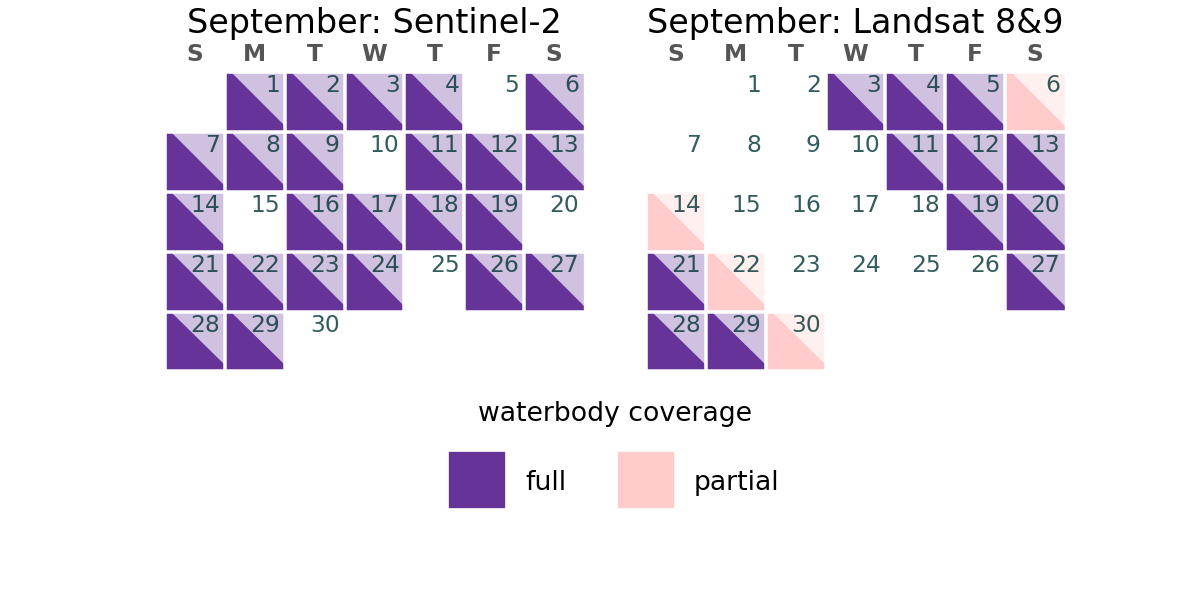 September: Sentinel-2
S M T W T F S
1 2 3 4 5 6
7 8 9 10 11 12 13
14 15 16 17 18 19 20
21 22 23 24 25 26 27
28 29 30
September: Landsat 8&9
S M T W T F S
1 2 3 4 5 6
7 8 9 10 11 12 13
14 15 16 17 18 19 20
21 22 23 24 25 26 27
28 29 30
waterbody coverage
full partial